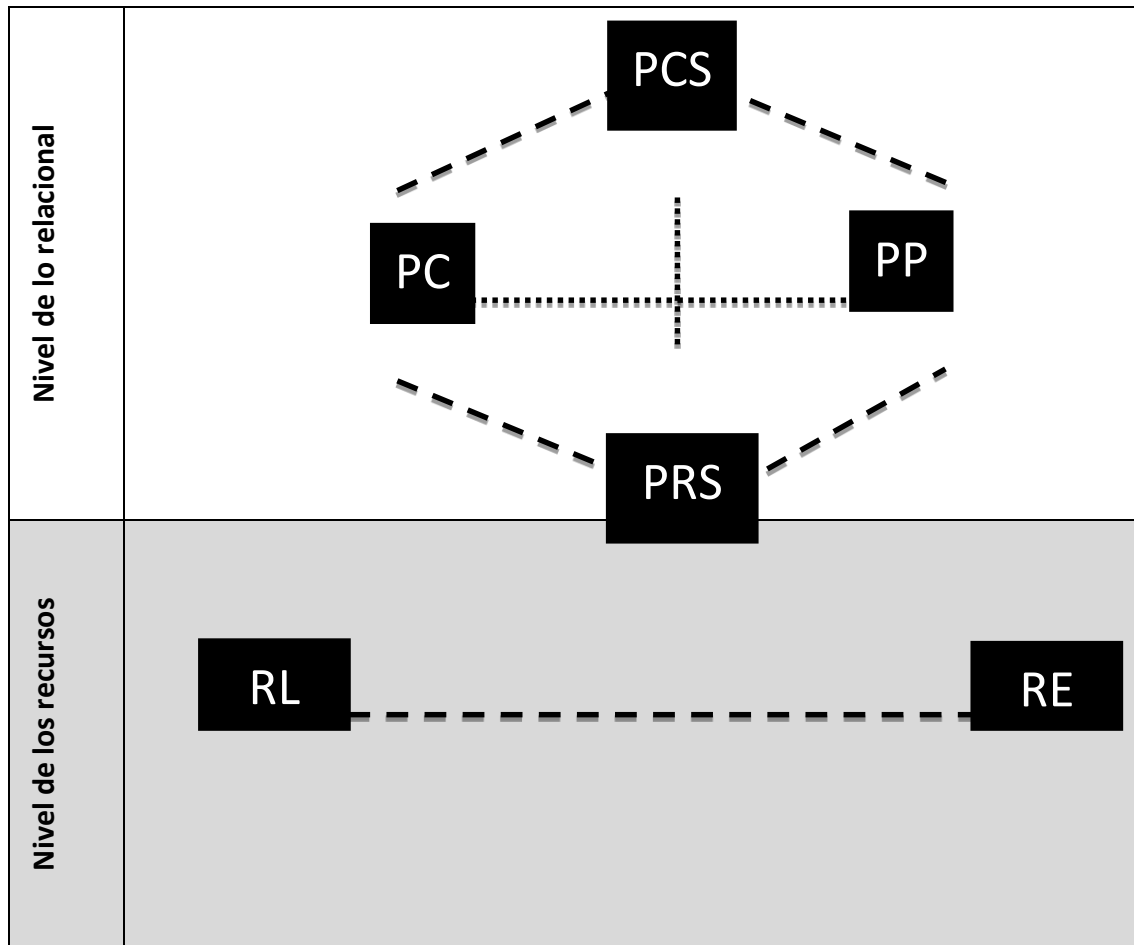 Nivel de lo relacional
PCS
PC
PP
PRS
Nivel de los recursos
RL
RE